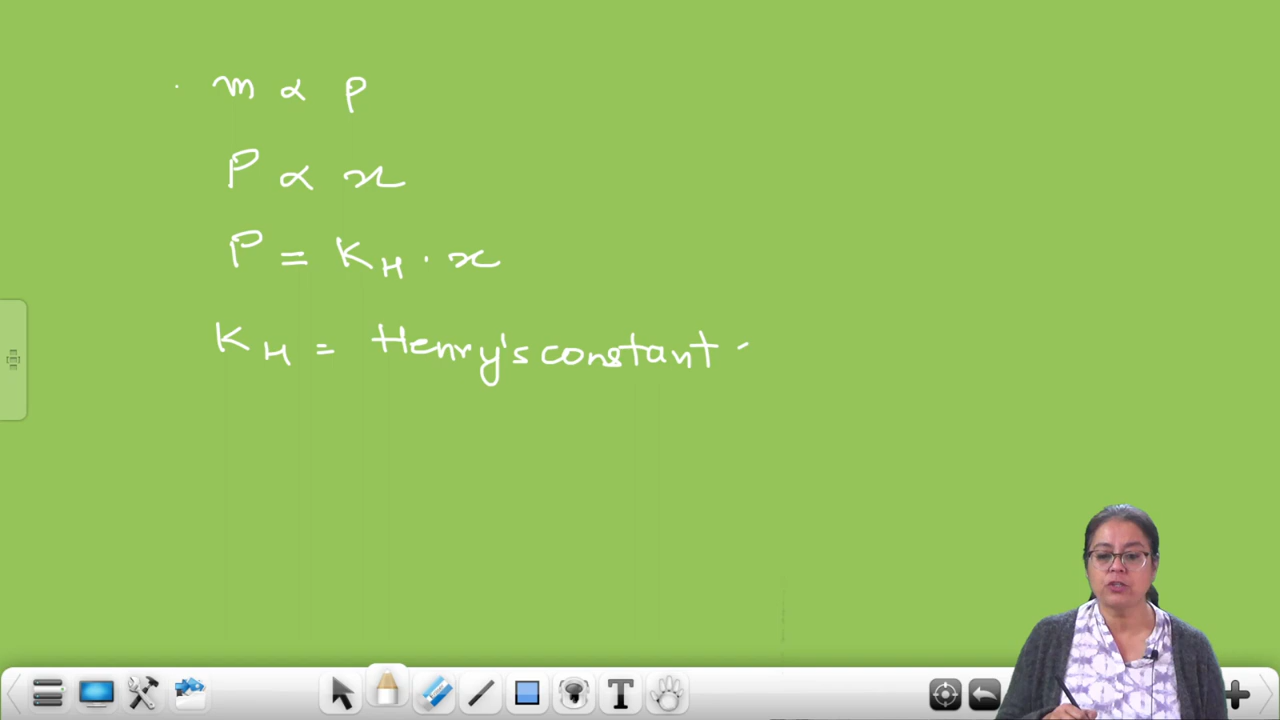 m ∝ p
P ∝ x
P = K_H · x
K_H = Henry's constant -
T